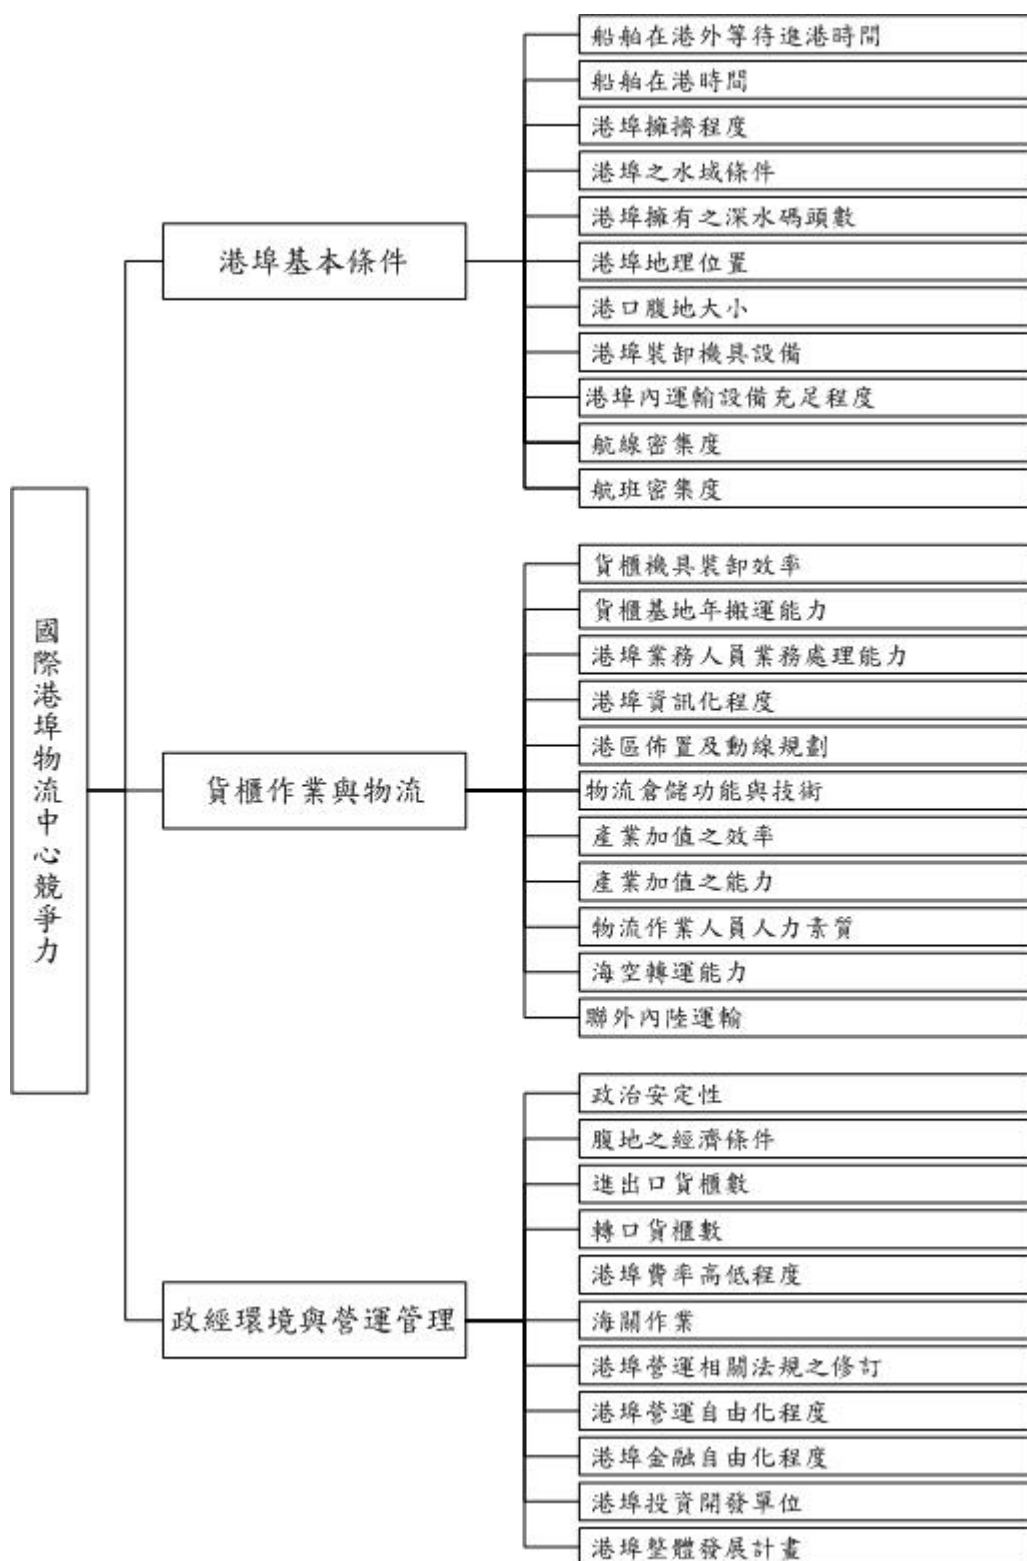 國際港埠物流中心競爭力
港埠基本條件
船舶在港外等待進港時間
船舶在港時間
港埠擁擠程度
港埠之水域條件
港埠擁有之深水碼頭數
港埠地理位置
港口腹地大小
港埠裝卸機具設備
港埠內運輸設備充足程度
航線密集度
航班密集度
貨櫃作業與物流
貨櫃機具裝卸效率
貨櫃基地年搬運能力
港埠業務人員業務處理能力
港埠資訊化程度
港區佈置及動線規劃
物流倉儲功能與技術
產業加值之效率
產業加值之能力
物流作業人員人力素質
海空轉運能力
聯外內陸運輸
政經環境與營運管理
政治安定性
腹地之經濟條件
進出口貨櫃數
轉口貨櫃數
港埠費率高低程度
海關作業
港埠營運相關法規之修訂
港埠營運自由化程度
港埠金融自由化程度
港埠投資開發單位
港埠整體發展計畫